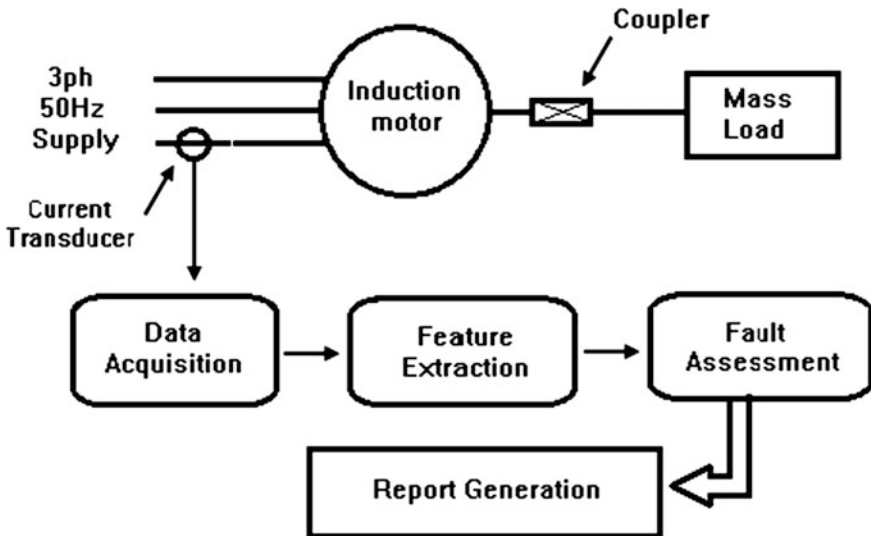 Coupler
3ph
50Hz
Supply
Induction
motor
Mass
Load
Current
Transducer
Data
Acquisition
Feature
Extraction
Fault
Assessment
Report Generation